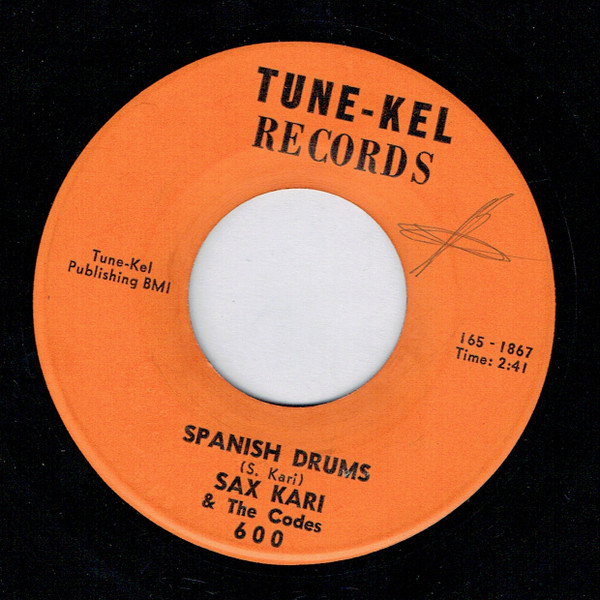 TUNE-KEL
RECORDS
Tune-Kel
Publishing BMI
165 - 1867
Time: 2:41
SPANISH DRUMS
(S. Kari)
SAX KARI
& The Codes
600